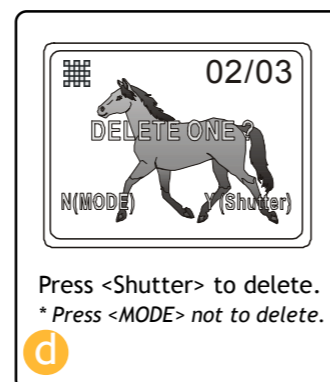 02/03
DELETE ONE ?
N(MODE) Y(Shutter)
Press <Shutter> to delete.
* Press <MODE> not to delete.
d